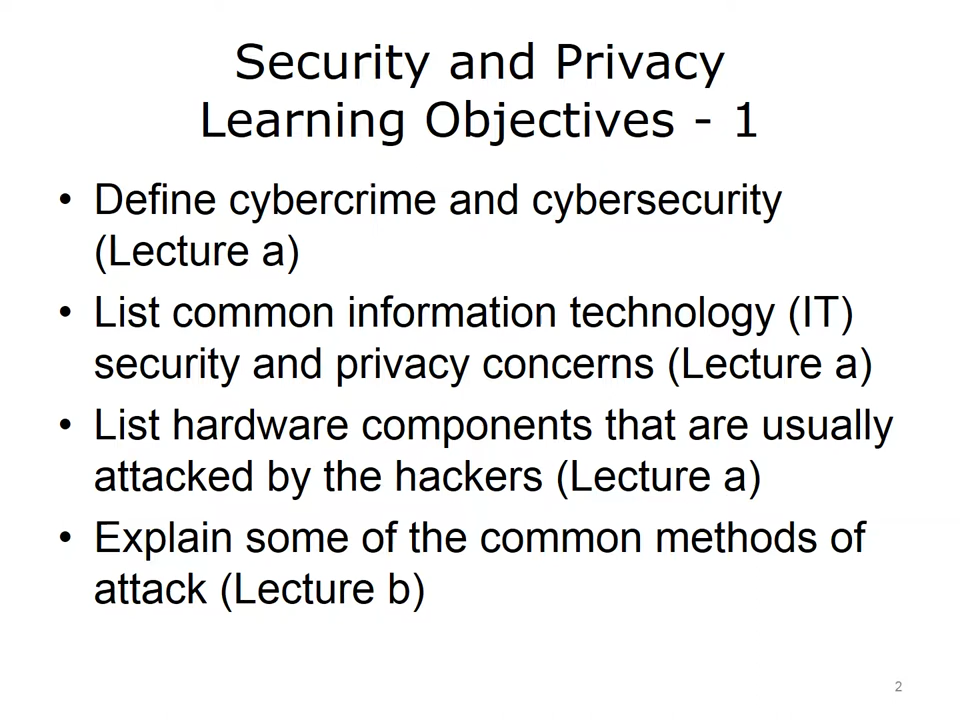 Security and Privacy
Learning Objectives - 1
• Define cybercrime and cybersecurity
(Lecture a)
• List common information technology (IT)
security and privacy concerns (Lecture a)
• List hardware components that are usually
attacked by the hackers (Lecture a)
• Explain some of the common methods of
attack (Lecture b)
2